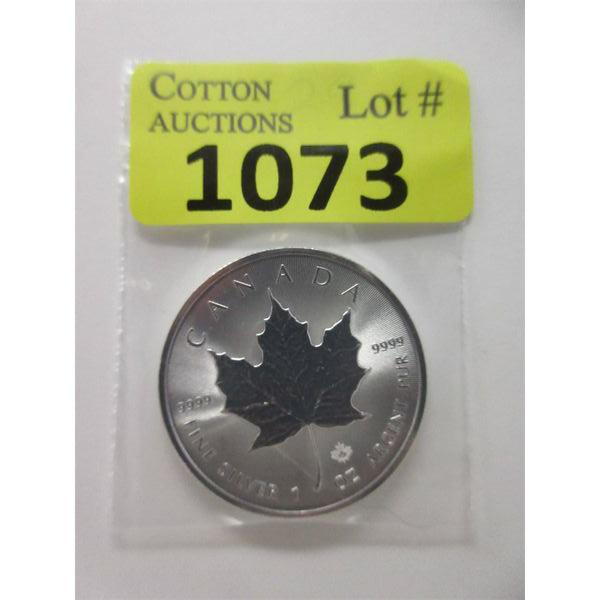 COTTON
AUCTIONS
Lot #
1073
CANADA
9999
9999
FINE SILVER 1 OZ ARGENT PUR